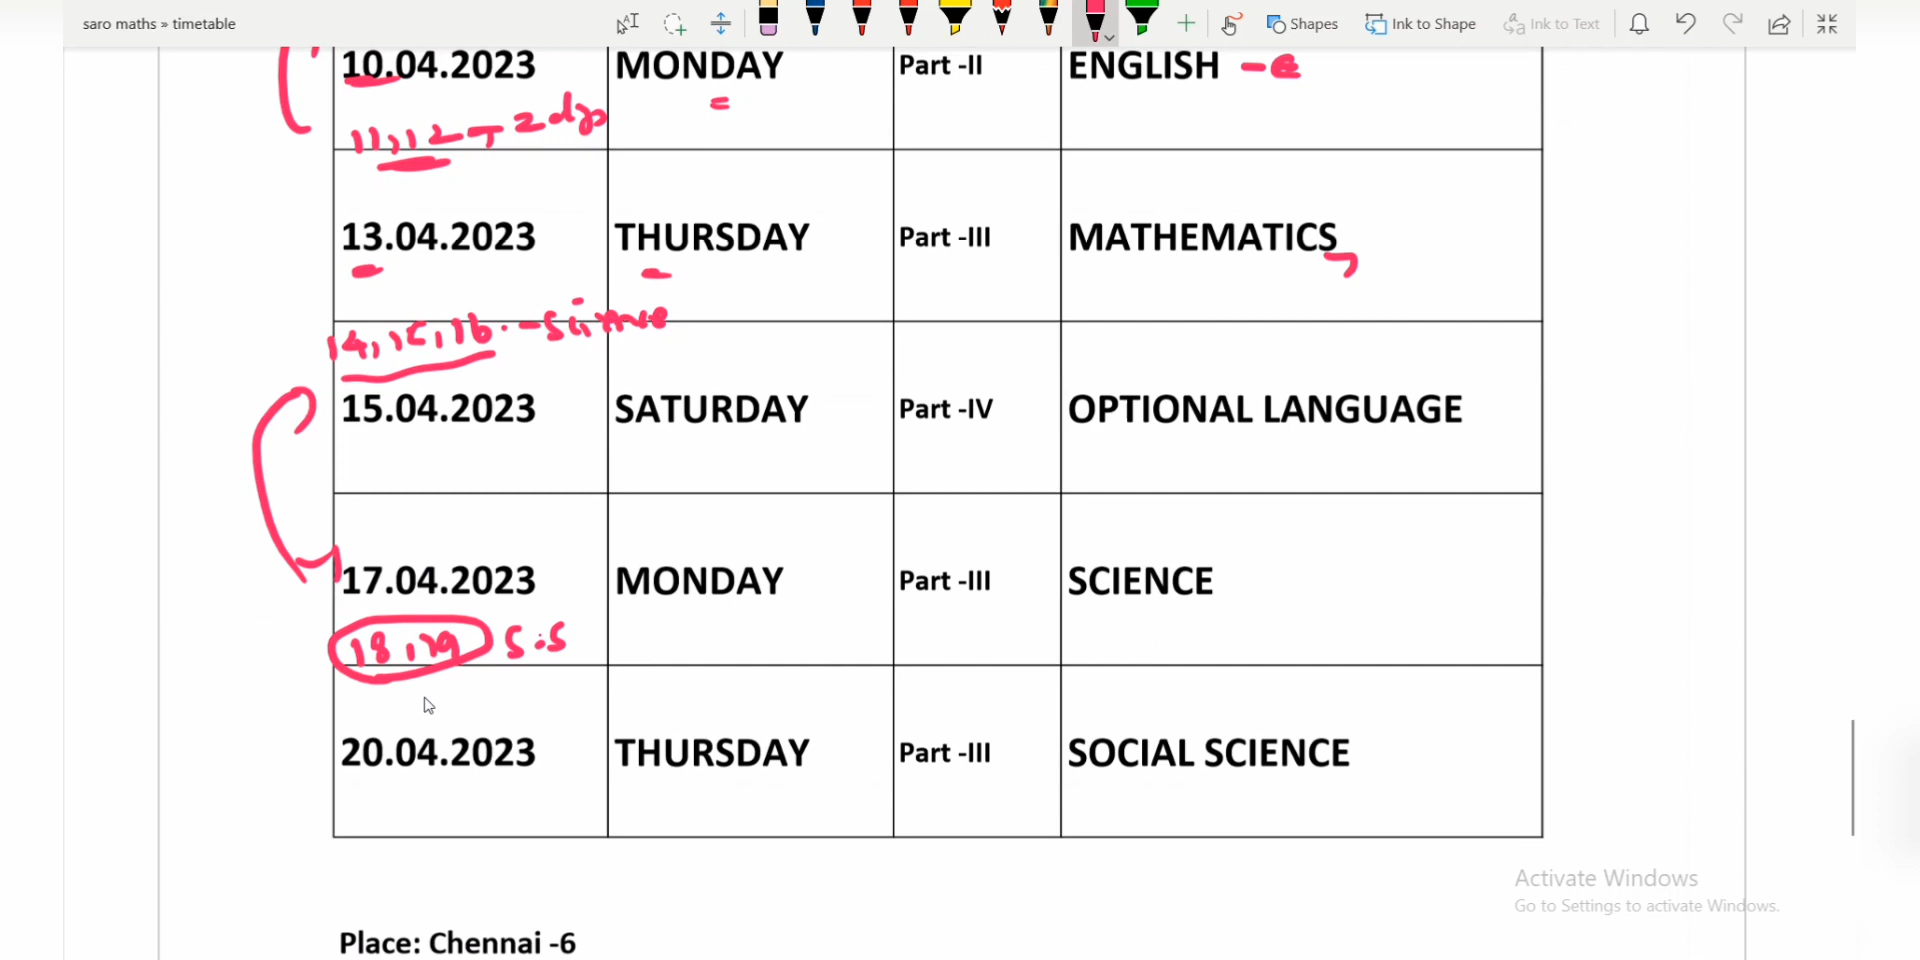 saro maths » timetable
Shapes Ink to Shape Ink to Text
10.04.2023 MONDAY Part -II ENGLISH - e
11,12 - 2 dys
13.04.2023 THURSDAY Part -III MATHEMATICS
14, 15, 16. - Science
15.04.2023 SATURDAY Part -IV OPTIONAL LANGUAGE
17.04.2023 MONDAY Part -III SCIENCE
18, 19 S.S
20.04.2023 THURSDAY Part -III SOCIAL SCIENCE
Activate Windows
Go to Settings to activate Windows.
Place: Chennai -6